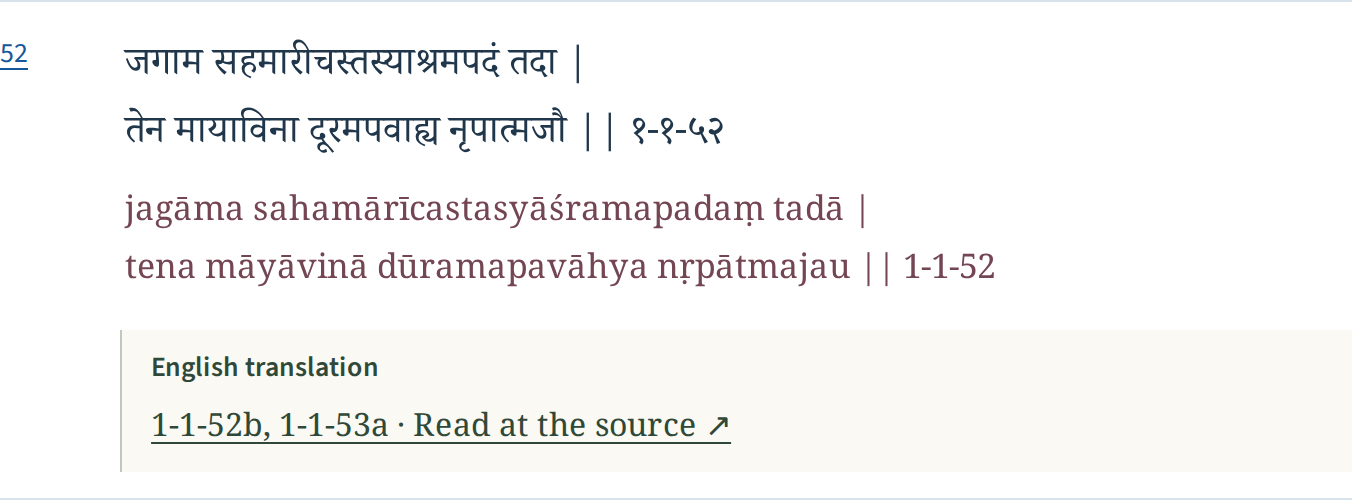 52
जगाम सहमारीचस्तस्याश्रमपदं तदा |
तेन मायाविना दूरमपवाह्य नृपात्मजौ || १-१-५२
jagāma sahamārīcastasyāśramapadaṃ tadā |
tena māyāvinā dūramapavāhya nṛpātmajau || 1-1-52
English translation
1-1-52b, 1-1-53a · Read at the source ↗